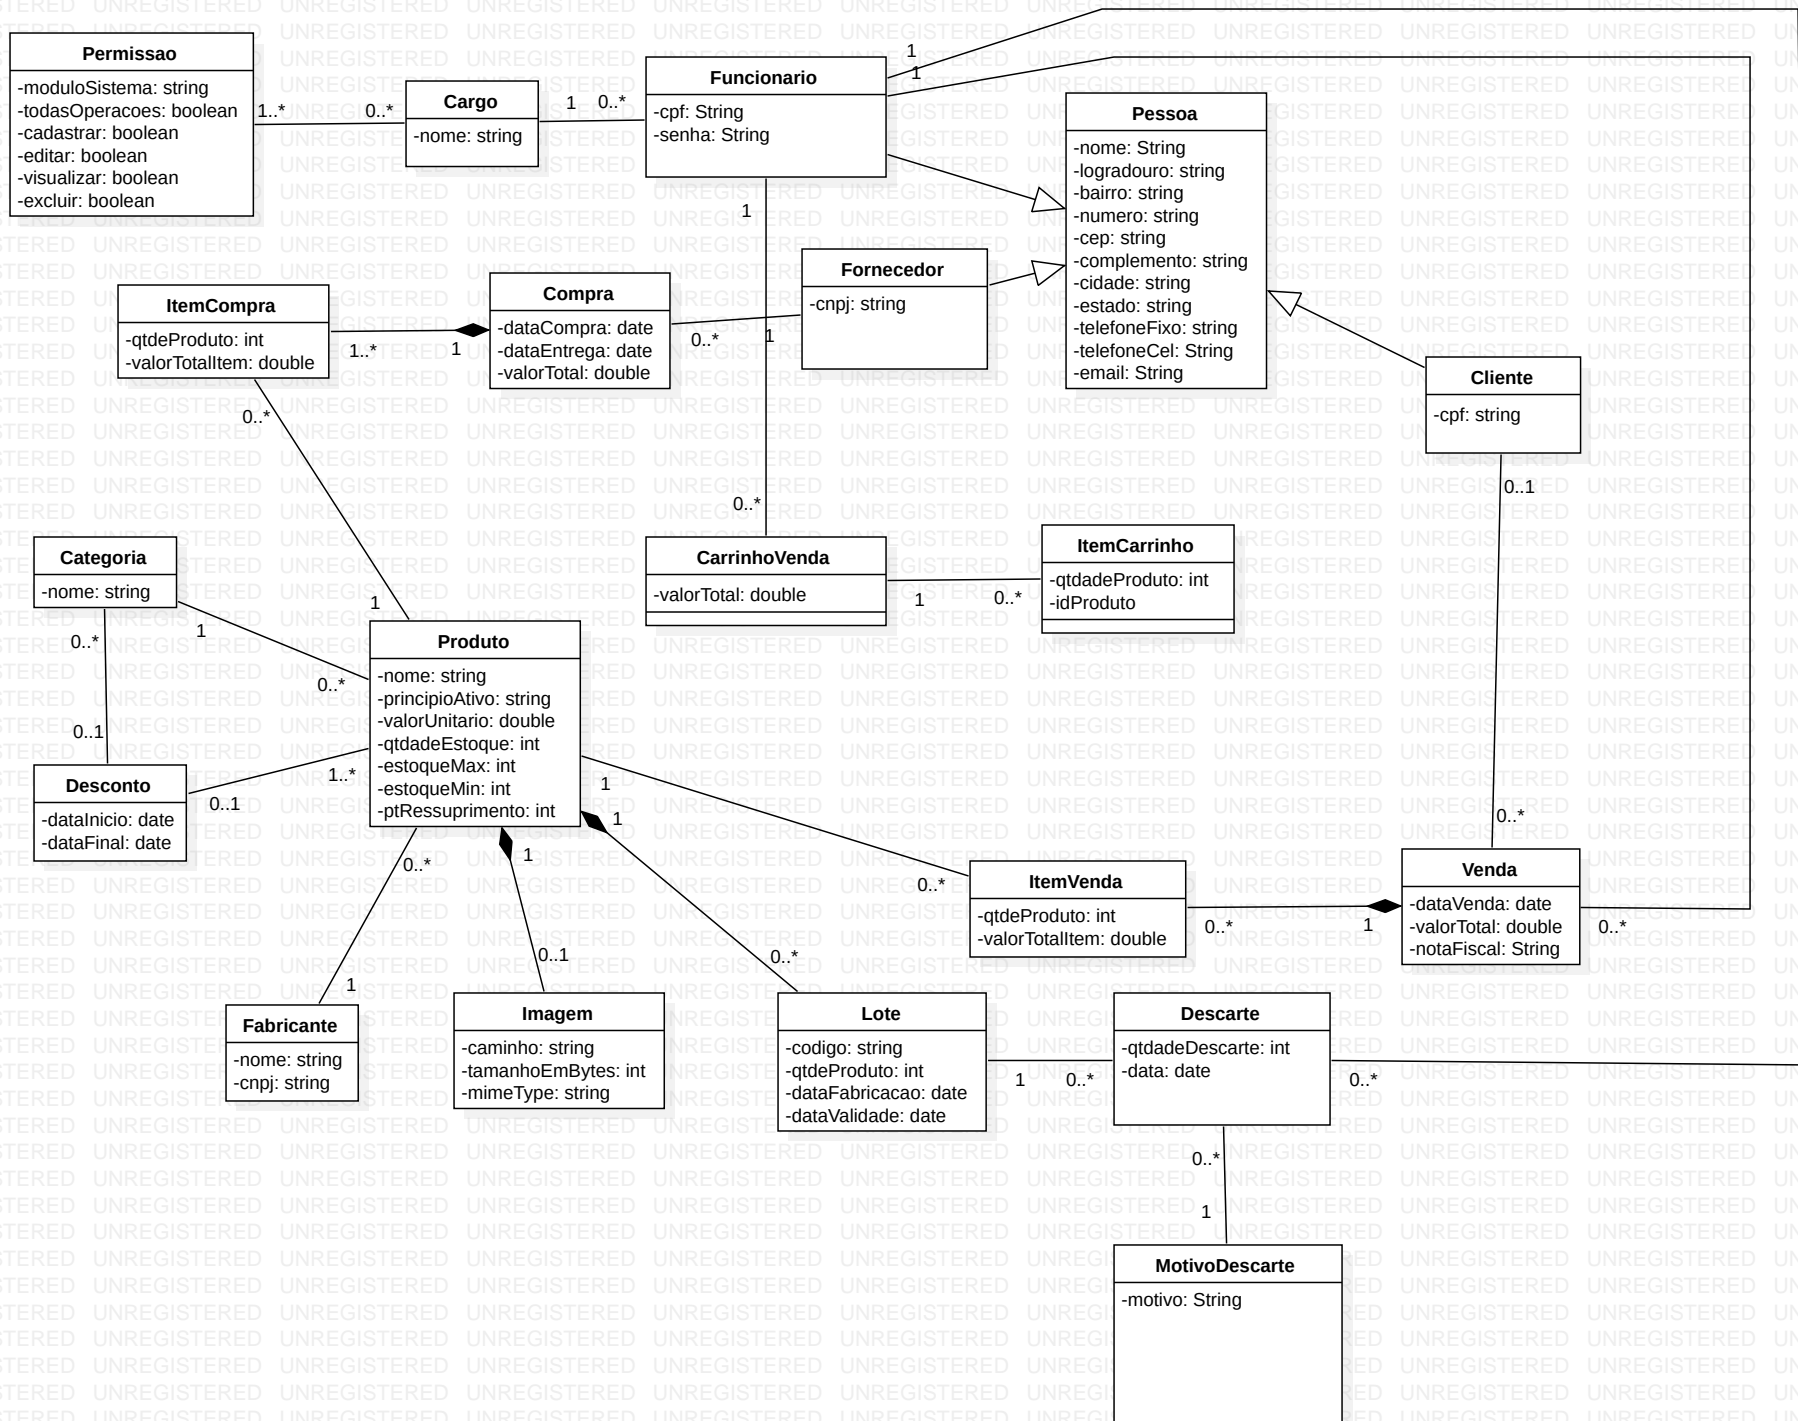 Permissao
-moduloSistema: string
-todasOperacoes: boolean
-cadastrar: boolean
-editar: boolean
-visualizar: boolean
-excluir: boolean
1..*
0..*
Cargo
-nome: string
1
0..*
Funcionario
-cpf: String
-senha: String
1
1
1
Pessoa
-nome: String
-logradouro: string
-bairro: string
-numero: string
-cep: string
-complemento: string
-cidade: string
-estado: string
-telefoneFixo: string
-telefoneCel: String
-email: String
ItemCompra
-qtdeProduto: int
-valorTotalItem: double
1..*
1
Compra
-dataCompra: date
-dataEntrega: date
-valorTotal: double
0..*
1
Fornecedor
-cnpj: string
Cliente
-cpf: string
0..1
0..*
1
0..*
CarrinhoVenda
-valorTotal: double
1
0..*
ItemCarrinho
-qtdadeProduto: int
-idProduto
Categoria
-nome: string
1
0..*
0..*
0..1
Desconto
-dataInicio: date
-dataFinal: date
0..1
1..*
Produto
-nome: string
-principioAtivo: string
-valorUnitario: double
-qtdadeEstoque: int
-estoqueMax: int
-estoqueMin: int
-ptRessuprimento: int
1
1
1
0..*
0..*
ItemVenda
-qtdeProduto: int
-valorTotalItem: double
0..*
1
0..*
Venda
-dataVenda: date
-valorTotal: double
-notaFiscal: String
0..*
1
Fabricante
-nome: string
-cnpj: string
0..1
Imagem
-caminho: string
-tamanhoEmBytes: int
-mimeType: string
0..*
Lote
-codigo: string
-qtdeProduto: int
-dataFabricacao: date
-dataValidade: date
1
0..*
Descarte
-qtdadeDescarte: int
-data: date
0..*
0..*
1
MotivoDescarte
-motivo: String
UNREGISTERED